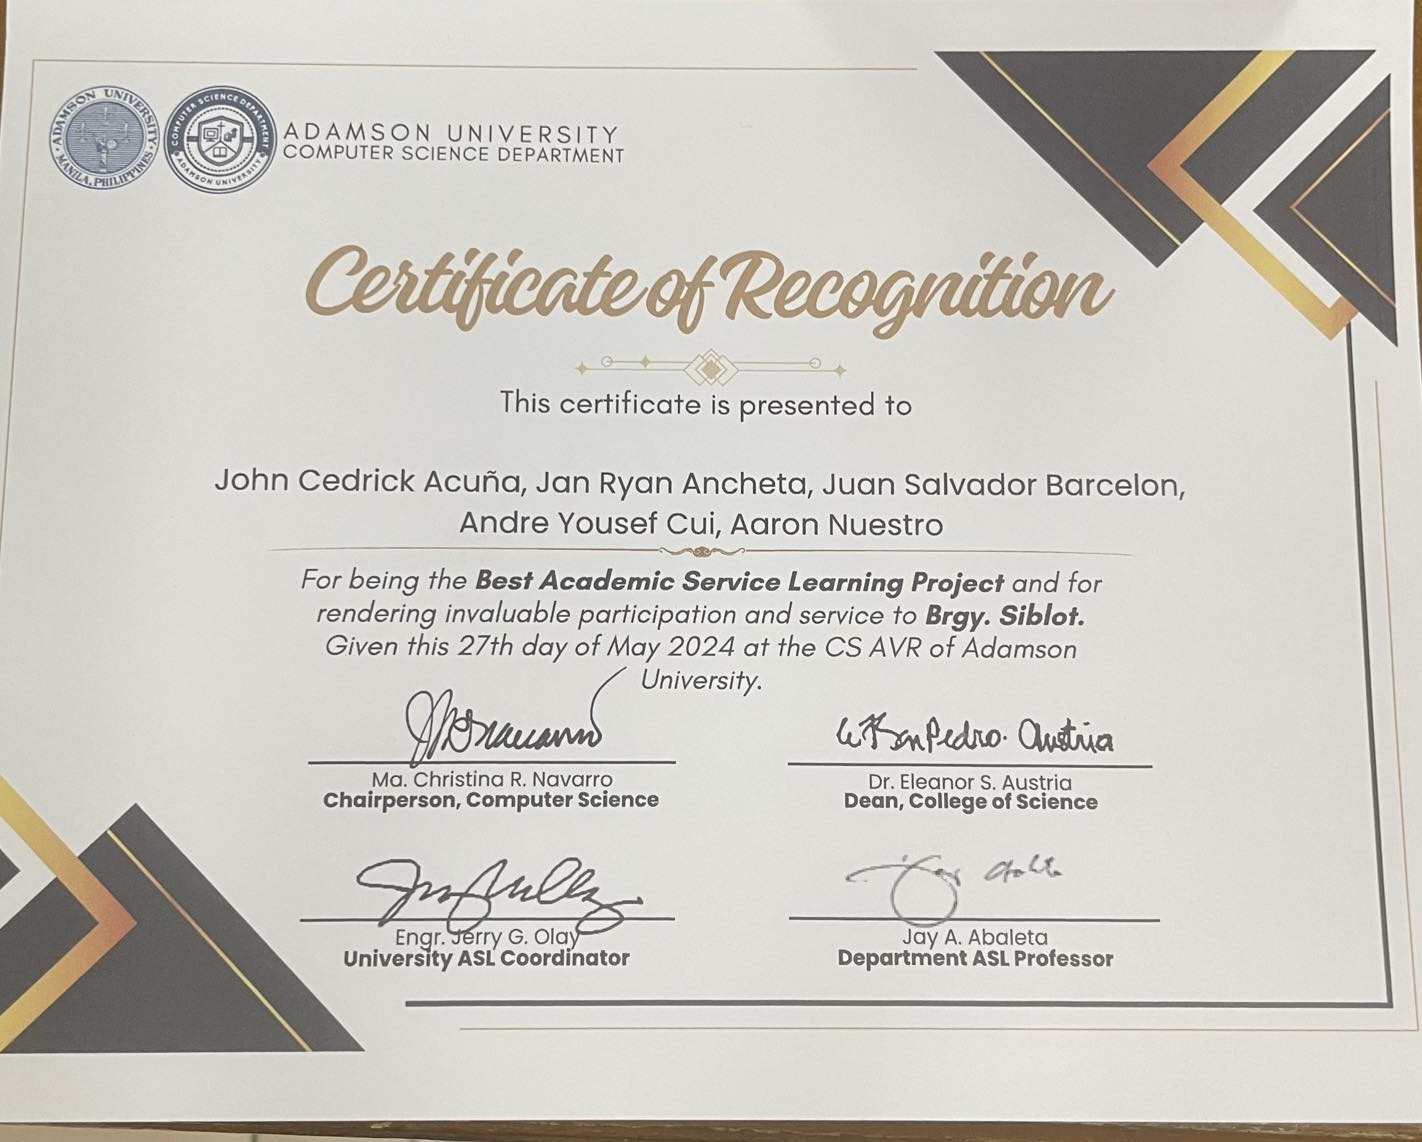 ADAMSON UNIVERSITY
MANILA, PHILIPPINES
COMPUTER SCIENCE DEPARTMENT
ADAMSON UNIVERSITY
ADAMSON UNIVERSITY
COMPUTER SCIENCE DEPARTMENT
Certificate of Recognition
This certificate is presented to
John Cedrick Acuña, Jan Ryan Ancheta, Juan Salvador Barcelon,
Andre Yousef Cui, Aaron Nuestro
For being the Best Academic Service Learning Project and for
rendering invaluable participation and service to Brgy. Siblot.
Given this 27th day of May 2024 at the CS AVR of Adamson
University.
Ma. Christina R. Navarro
Chairperson, Computer Science
Dr. Eleanor S. Austria
Dean, College of Science
Engr. Jerry G. Olay
University ASL Coordinator
Jay A. Abaleta
Department ASL Professor